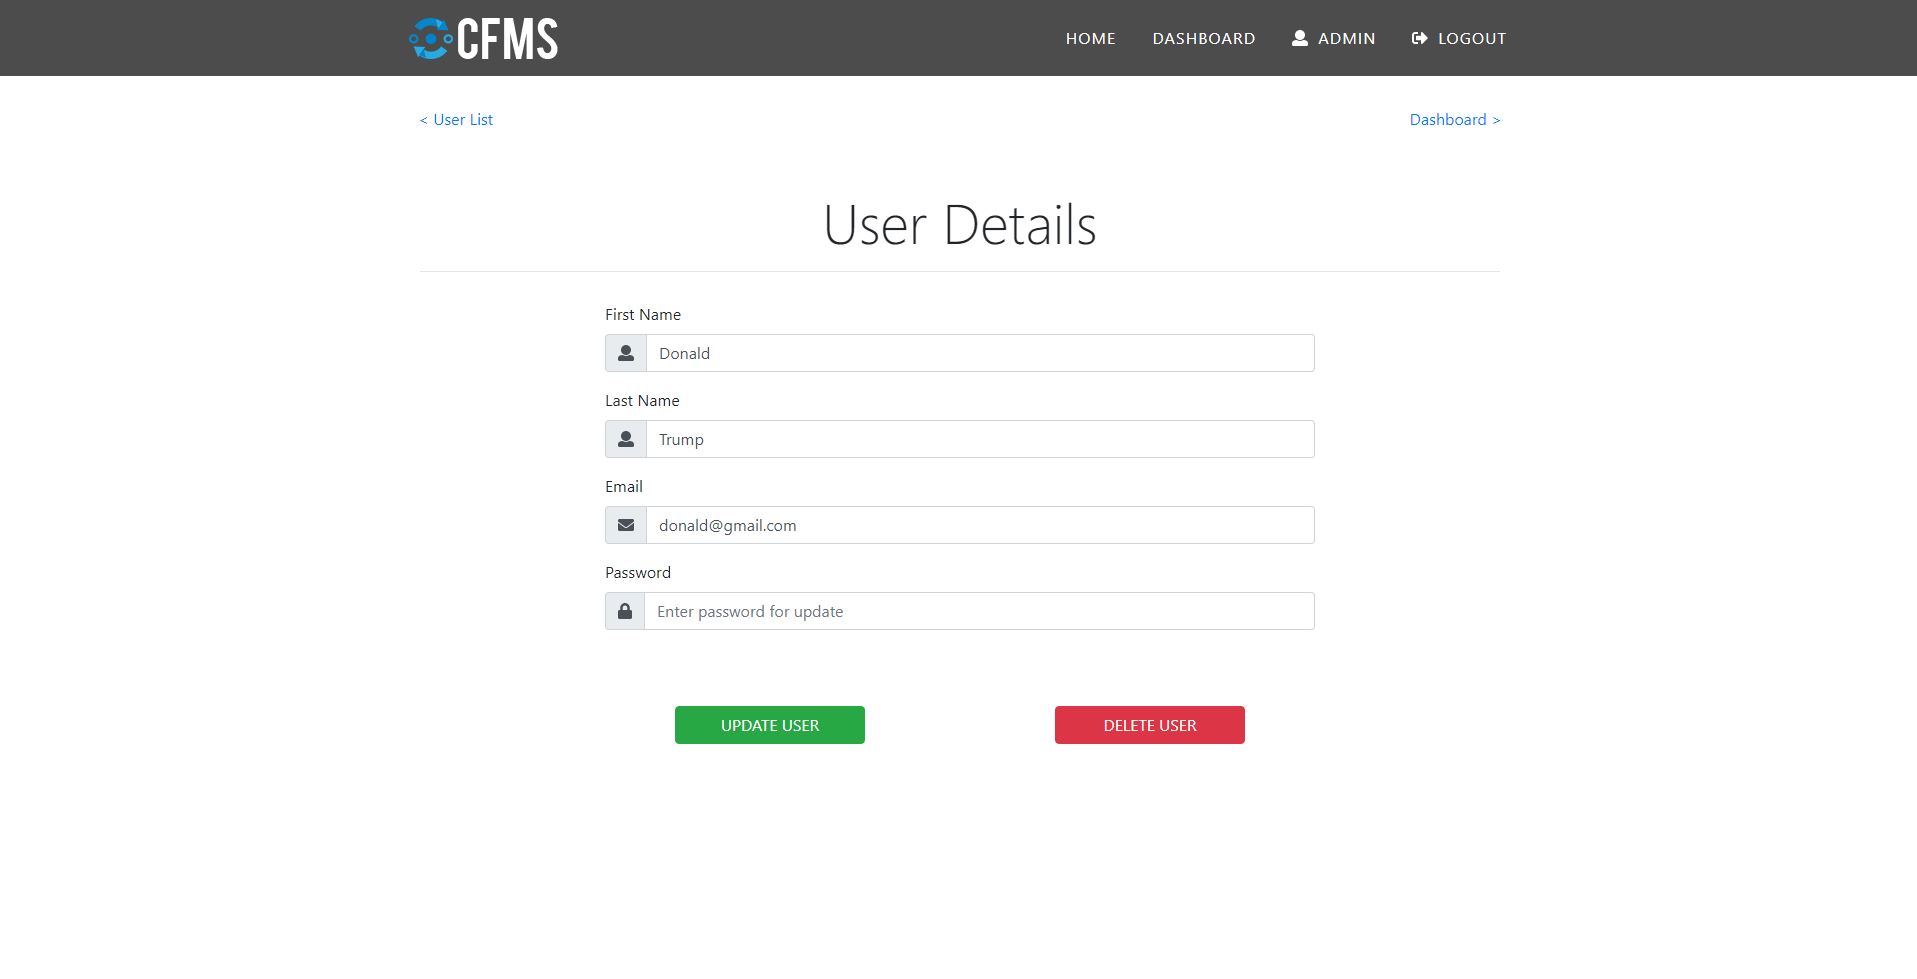 CFMS HOME DASHBOARD ADMIN LOGOUT
< User List Dashboard >
User Details
First Name
Donald
Last Name
Trump
Email
donald@gmail.com
Password
Enter password for update
UPDATE USER DELETE USER